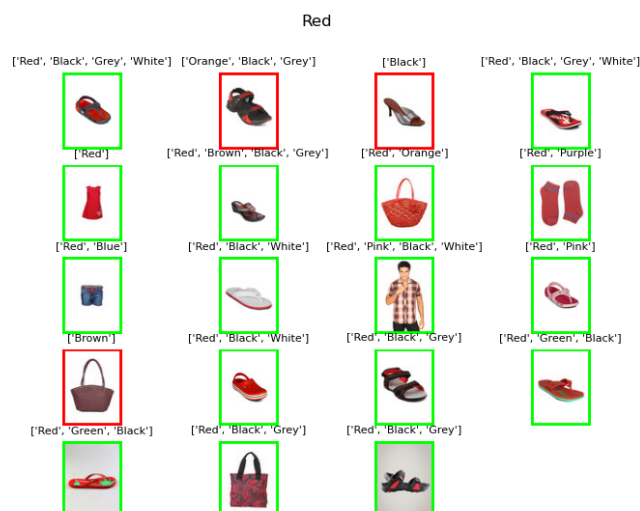 Red
['Red', 'Black', 'Grey', 'White'] ['Orange', 'Black', 'Grey'] ['Black'] ['Red', 'Black', 'Grey', 'White']
['Red'] ['Red', 'Brown', 'Black', 'Grey'] ['Red', 'Orange'] ['Red', 'Purple']
['Red', 'Blue'] ['Red', 'Black', 'White'] ['Red', 'Pink', 'Black', 'White'] ['Red', 'Pink']
['Brown'] ['Red', 'Black', 'White'] ['Red', 'Black', 'Grey'] ['Red', 'Green', 'Black']
['Red', 'Green', 'Black'] ['Red', 'Black', 'Grey'] ['Red', 'Black', 'Grey']